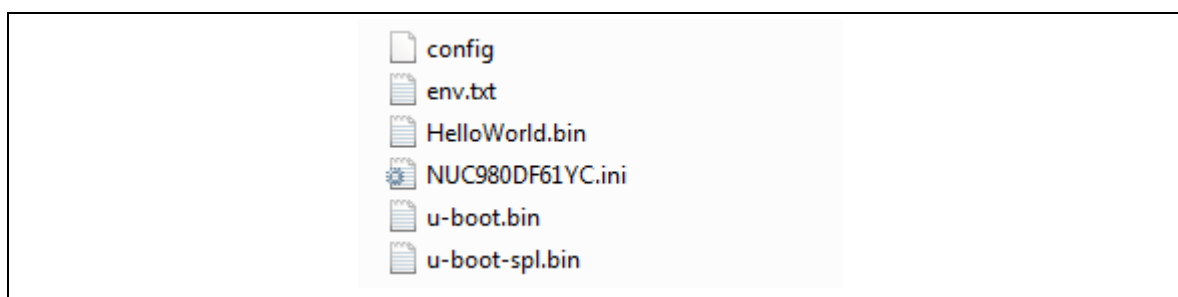 config
env.txt
HelloWorld.bin
NUC980DF61YC.ini
u-boot.bin
u-boot-spl.bin